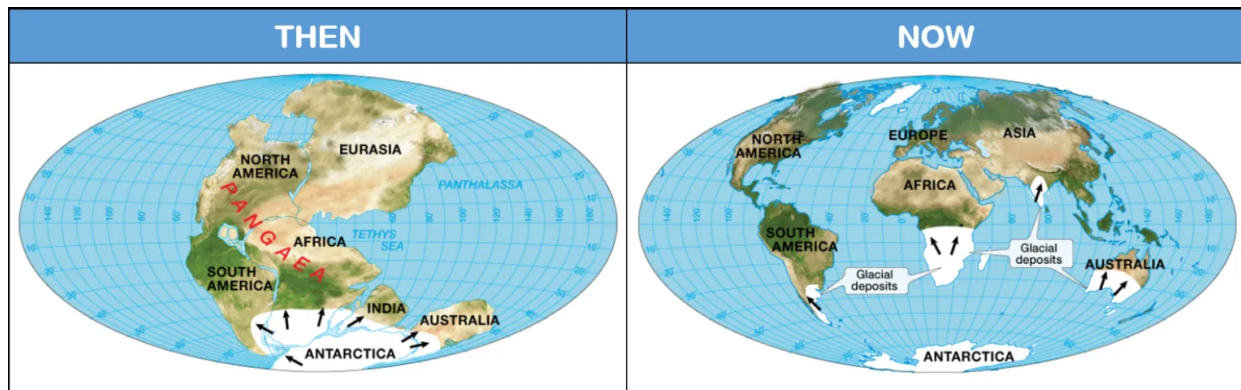 THEN
NOW
NORTH
AMERICA
EURASIA
PANTHALASSA
PANGAEA
TETHYS
SEA
AFRICA
SOUTH
AMERICA
INDIA
AUSTRALIA
ANTARCTICA
NORTH
AMERICA
EUROPE
ASIA
AFRICA
SOUTH
AMERICA
Glacial
deposits
Glacial
deposits
AUSTRALIA
ANTARCTICA